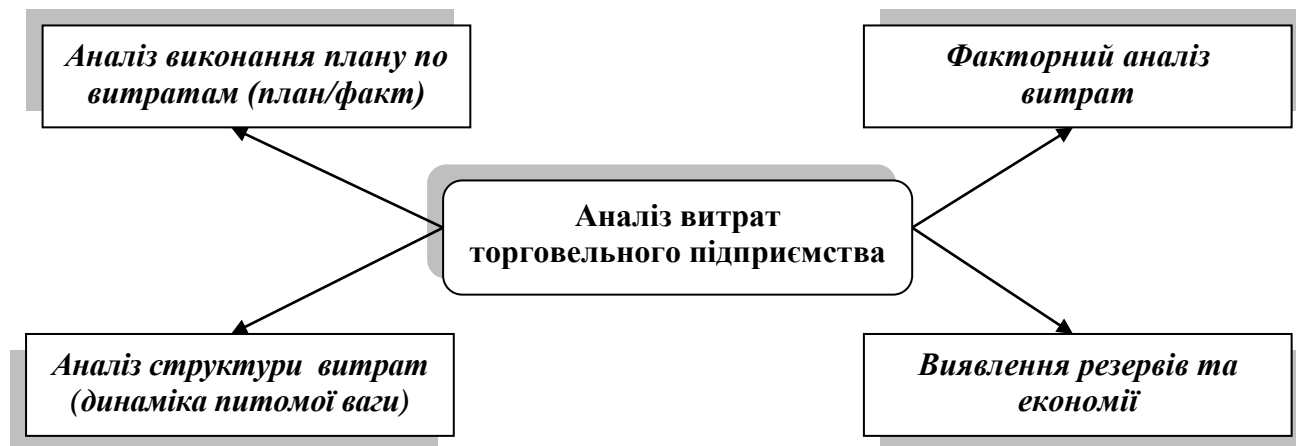 Аналіз виконання плану по
витратам (план/факт)
Факторний аналіз
витрат
Аналіз витрат
торговельного підприємства
Аналіз структури витрат
(динаміка питомої ваги)
Виявлення резервів та
економії